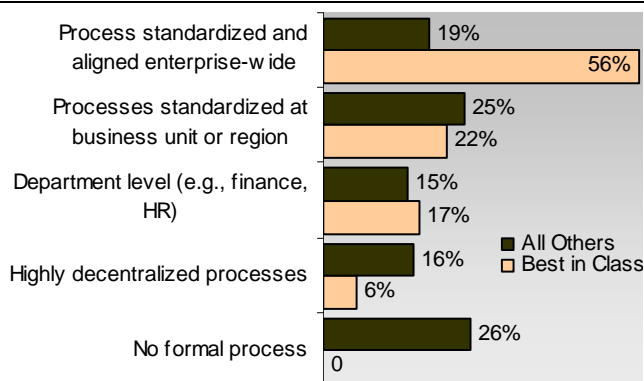 Process standardized and
aligned enterprise-wide
19%
56%
Processes standardized at
business unit or region
25%
22%
Department level (e.g., finance,
HR)
15%
17%
Highly decentralized processes
16%
6%
All Others
Best in Class
No formal process
26%
0